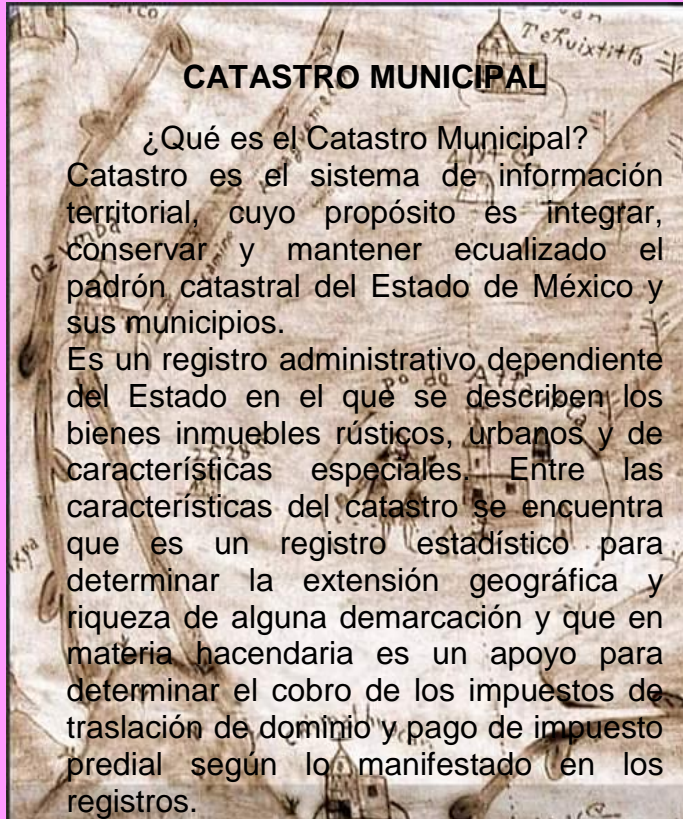 Tehuixtitla
CATASTRO MUNICIPAL
¿Qué es el Catastro Municipal?
Catastro es el sistema de información
territorial, cuyo propósito es integrar,
conservar y mantener ecualizado el
padrón catastral del Estado de México y
sus municipios.
Es un registro administrativo dependiente
del Estado en el que se describen los
bienes inmuebles rústicos, urbanos y de
características especiales. Entre las
características del catastro se encuentra
que es un registro estadístico para
determinar la extensión geográfica y
riqueza de alguna demarcación y que en
materia hacendaria es un apoyo para
determinar el cobro de los impuestos de
traslación de dominio y pago de impuesto
predial según lo manifestado en los
registros.